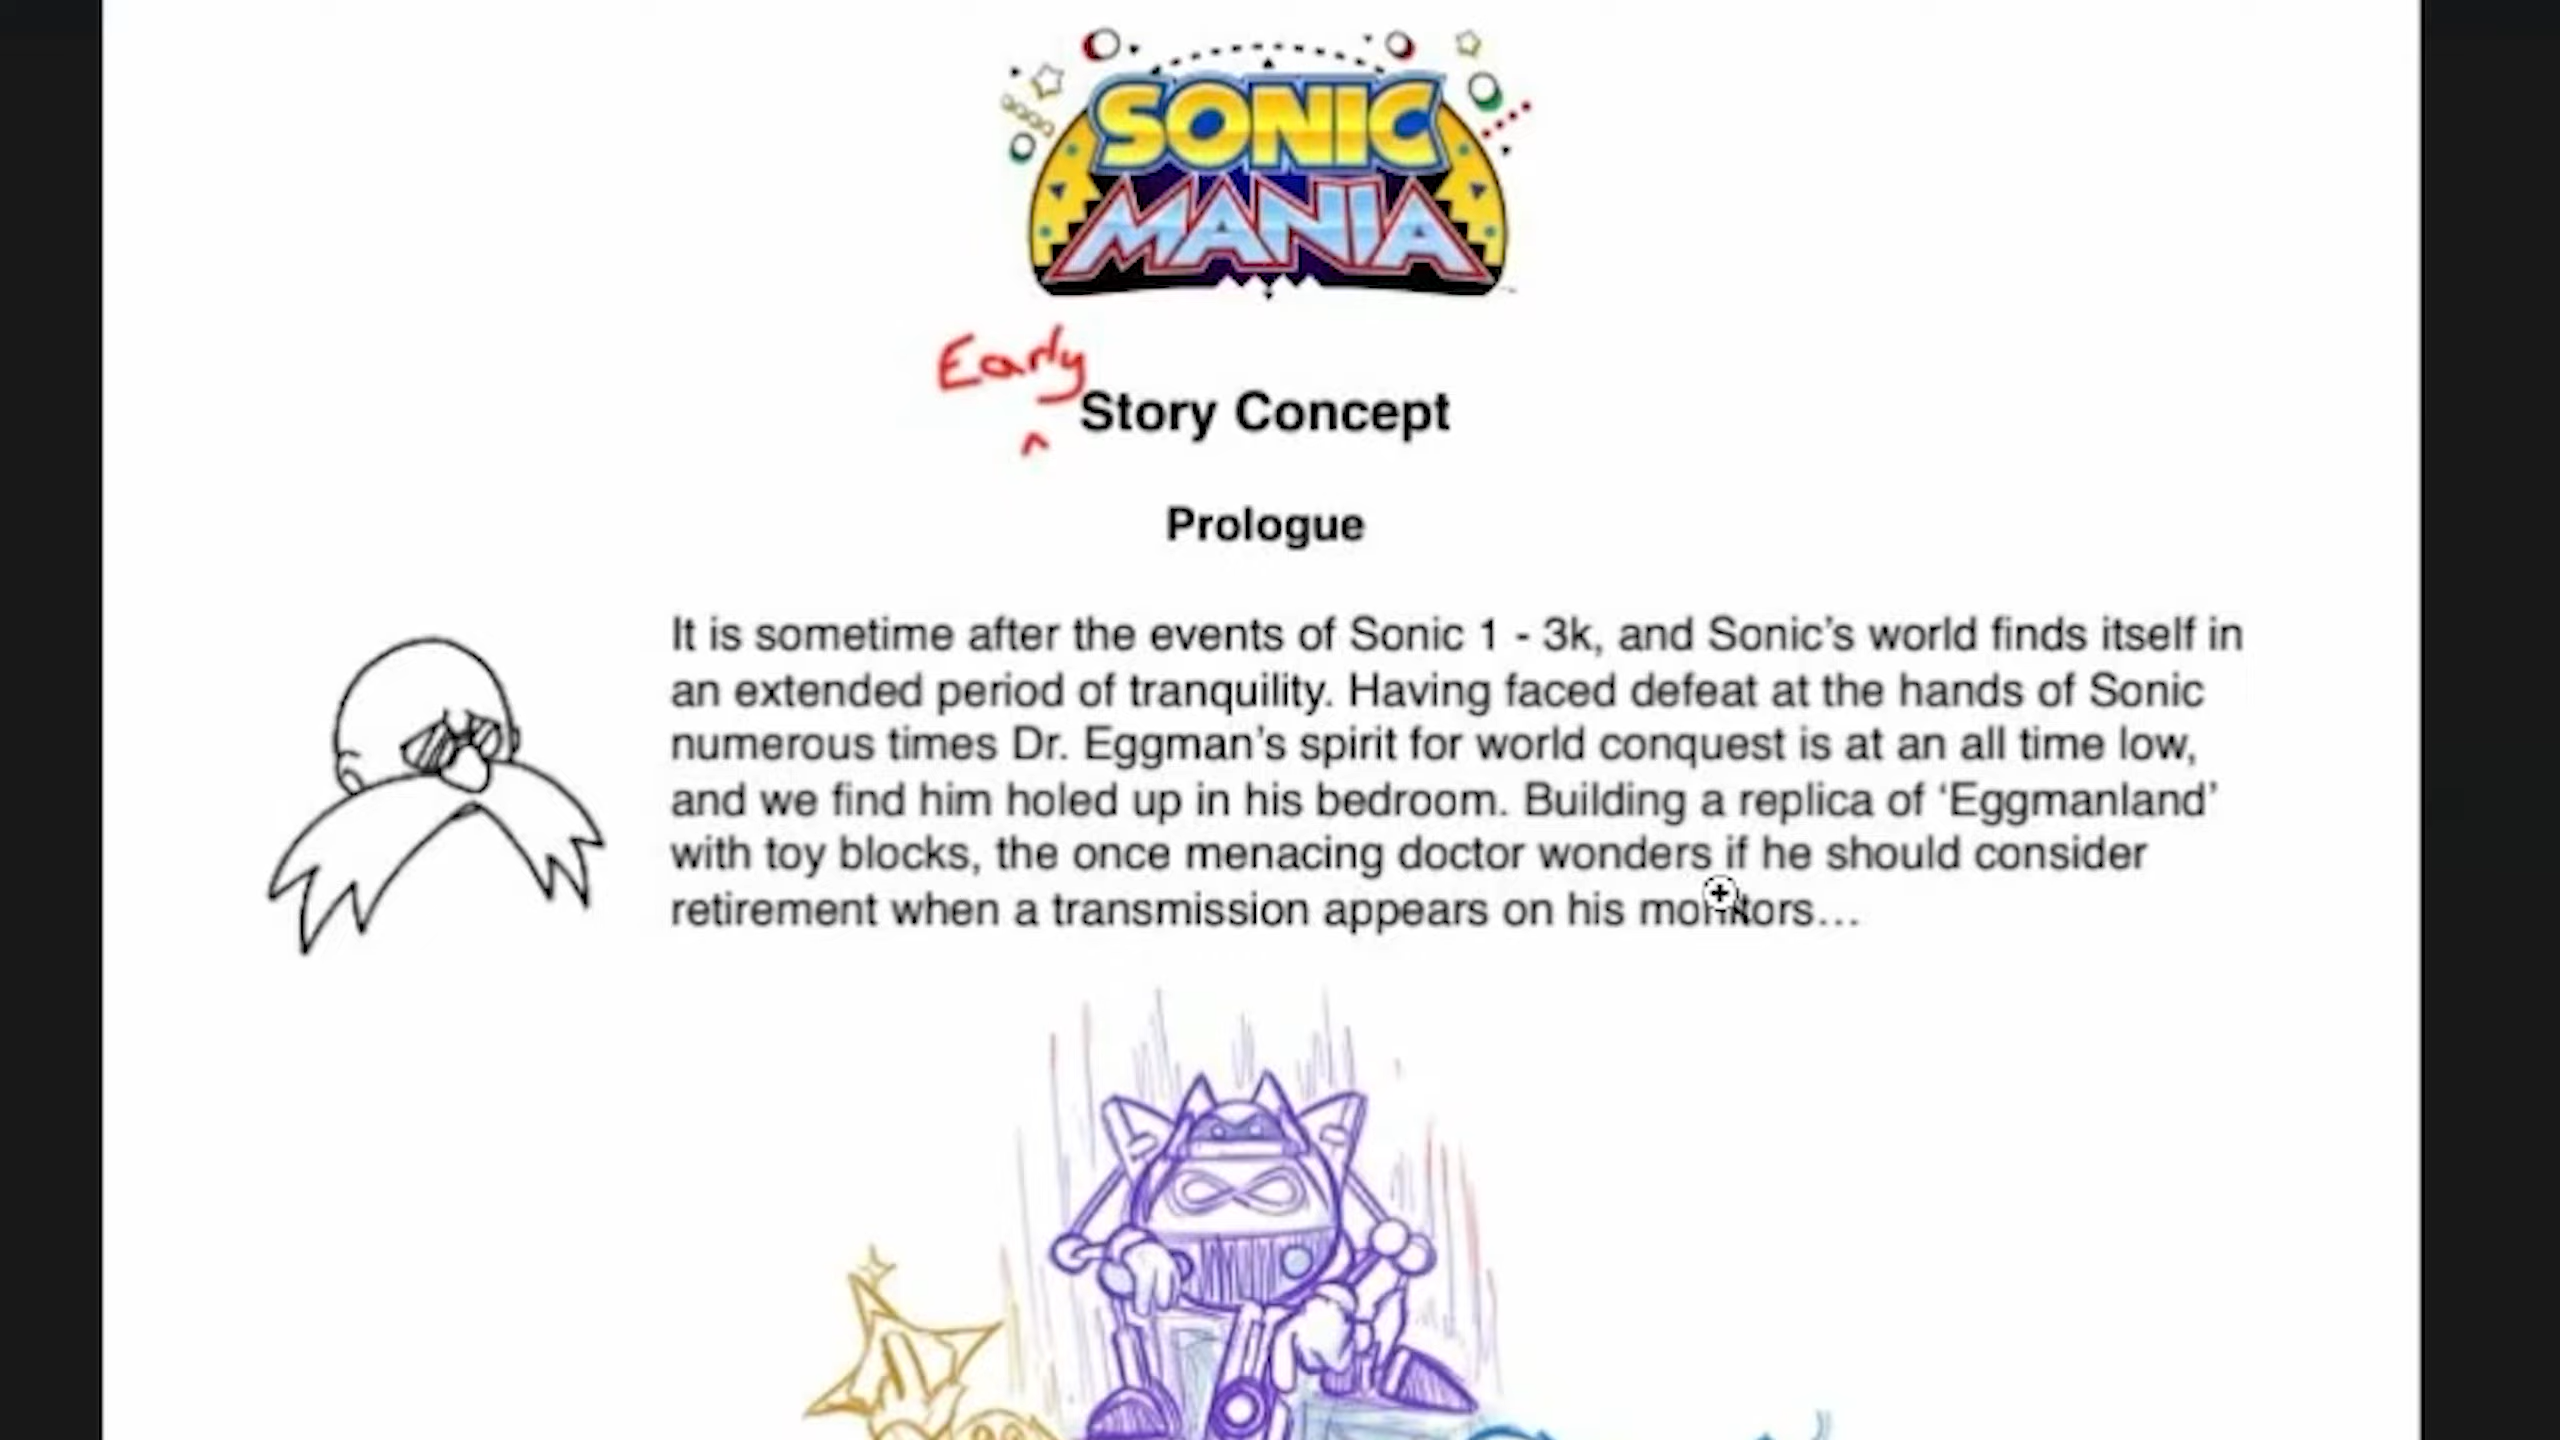 SONIC
MANIA
Early
^ Story Concept
Prologue
It is sometime after the events of Sonic 1 - 3k, and Sonic’s world finds itself in
an extended period of tranquility. Having faced defeat at the hands of Sonic
numerous times Dr. Eggman’s spirit for world conquest is at an all time low,
and we find him holed up in his bedroom. Building a replica of ‘Eggmanland’
with toy blocks, the once menacing doctor wonders if he should consider
retirement when a transmission appears on his monitors…